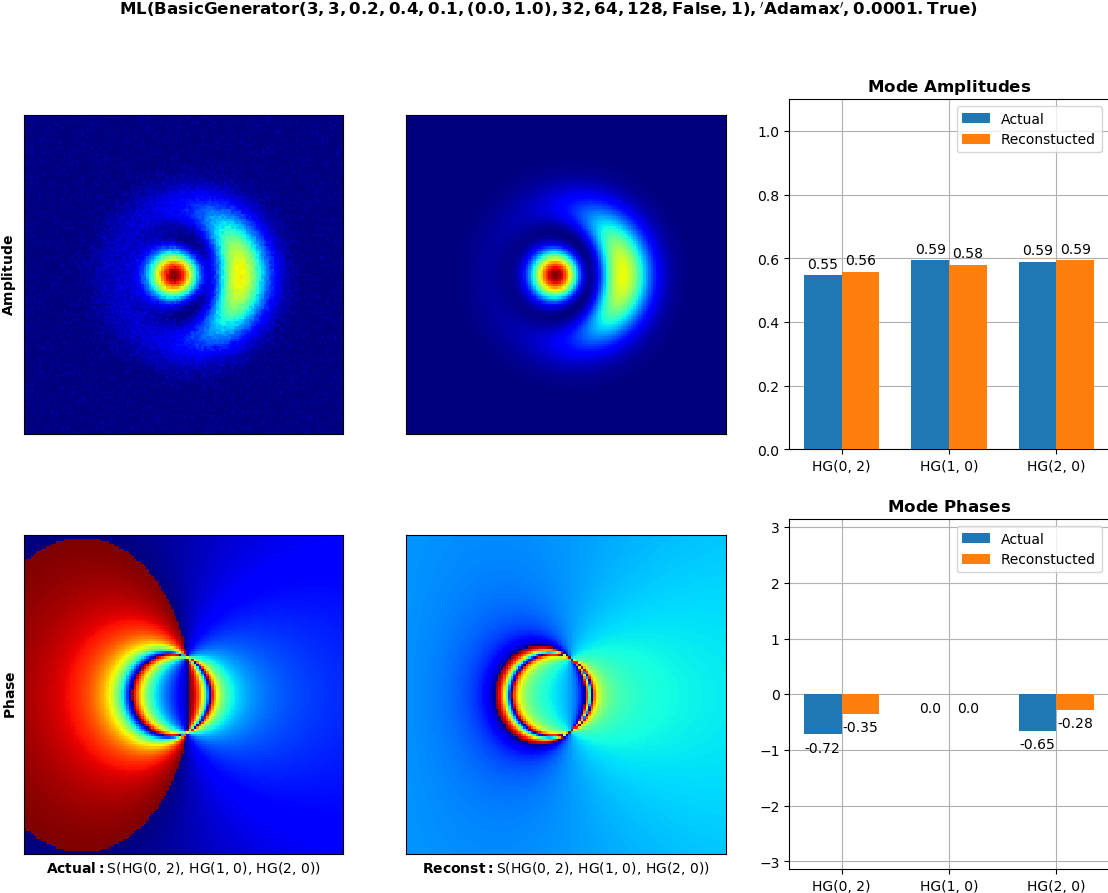 ML(BasicGenerator(3, 3, 0.2, 0.4, 0.1, (0.0, 1.0), 32, 64, 128, False, 1), 'Adamax', 0.0001. True)
Mode Amplitudes
Amplitude
1.0
0.8
0.6
0.4
0.2
0.0
Actual
Reconstucted
0.55
0.56
0.59
0.58
0.59
0.59
HG(0, 2)
HG(1, 0)
HG(2, 0)
Mode Phases
Phase
3
2
1
0
−1
−2
−3
Actual
Reconstucted
-0.72
-0.35
0.0
0.0
-0.65
-0.28
HG(0, 2)
HG(1, 0)
HG(2, 0)
Actual: S(HG(0, 2), HG(1, 0), HG(2, 0))
Reconst: S(HG(0, 2), HG(1, 0), HG(2, 0))